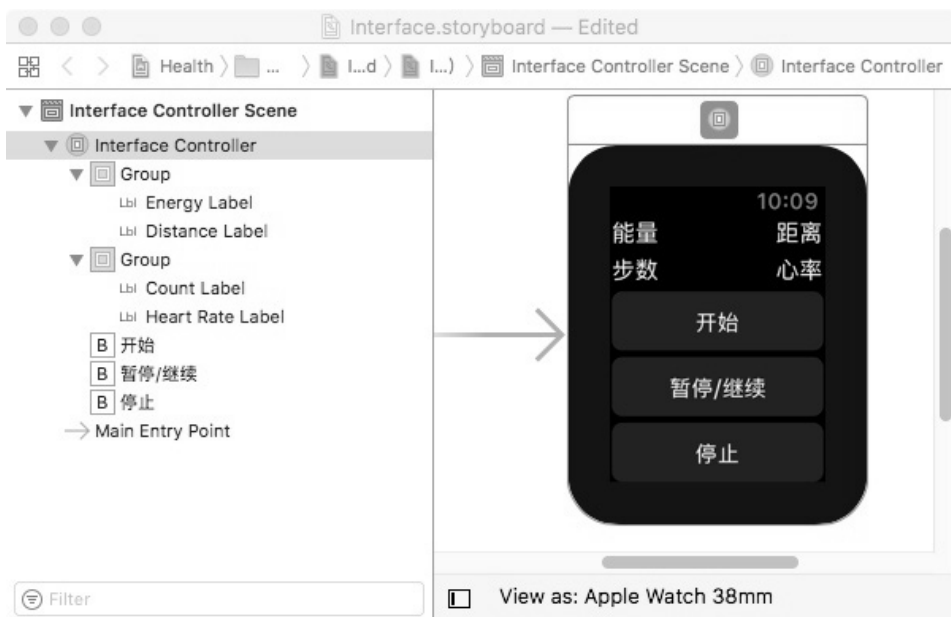 Interface.storyboard — Edited
Health 〉 ... 〉 I...d 〉 I...) 〉 Interface Controller Scene 〉 Interface Controller
Interface Controller Scene
Interface Controller
Group
Lbl Energy Label
Lbl Distance Label
Group
Lbl Count Label
Lbl Heart Rate Label
B 开始
B 暂停/继续
B 停止
Main Entry Point
Filter
10:09
能量 距离
步数 心率
开始
暂停/继续
停止
View as: Apple Watch 38mm